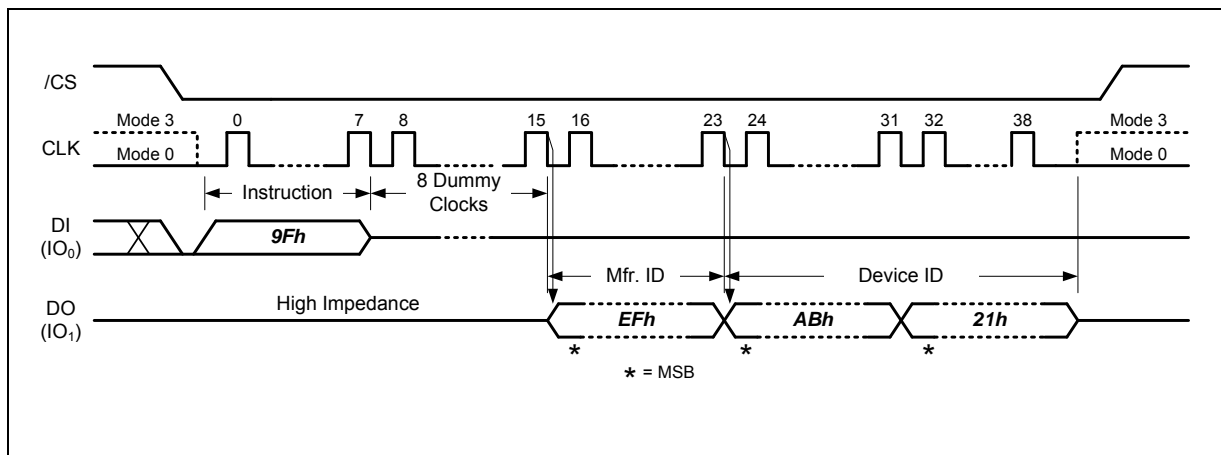 /CS
Mode 3 0 7 8 15 16 23 24 31 32 38 Mode 3
CLK
Mode 0 Mode 0
Instruction 8 Dummy
Clocks
DI
(IO0)
9Fh
Mfr. ID Device ID
DO
(IO1)
High Impedance
EFh ABh 21h
* * *
* = MSB